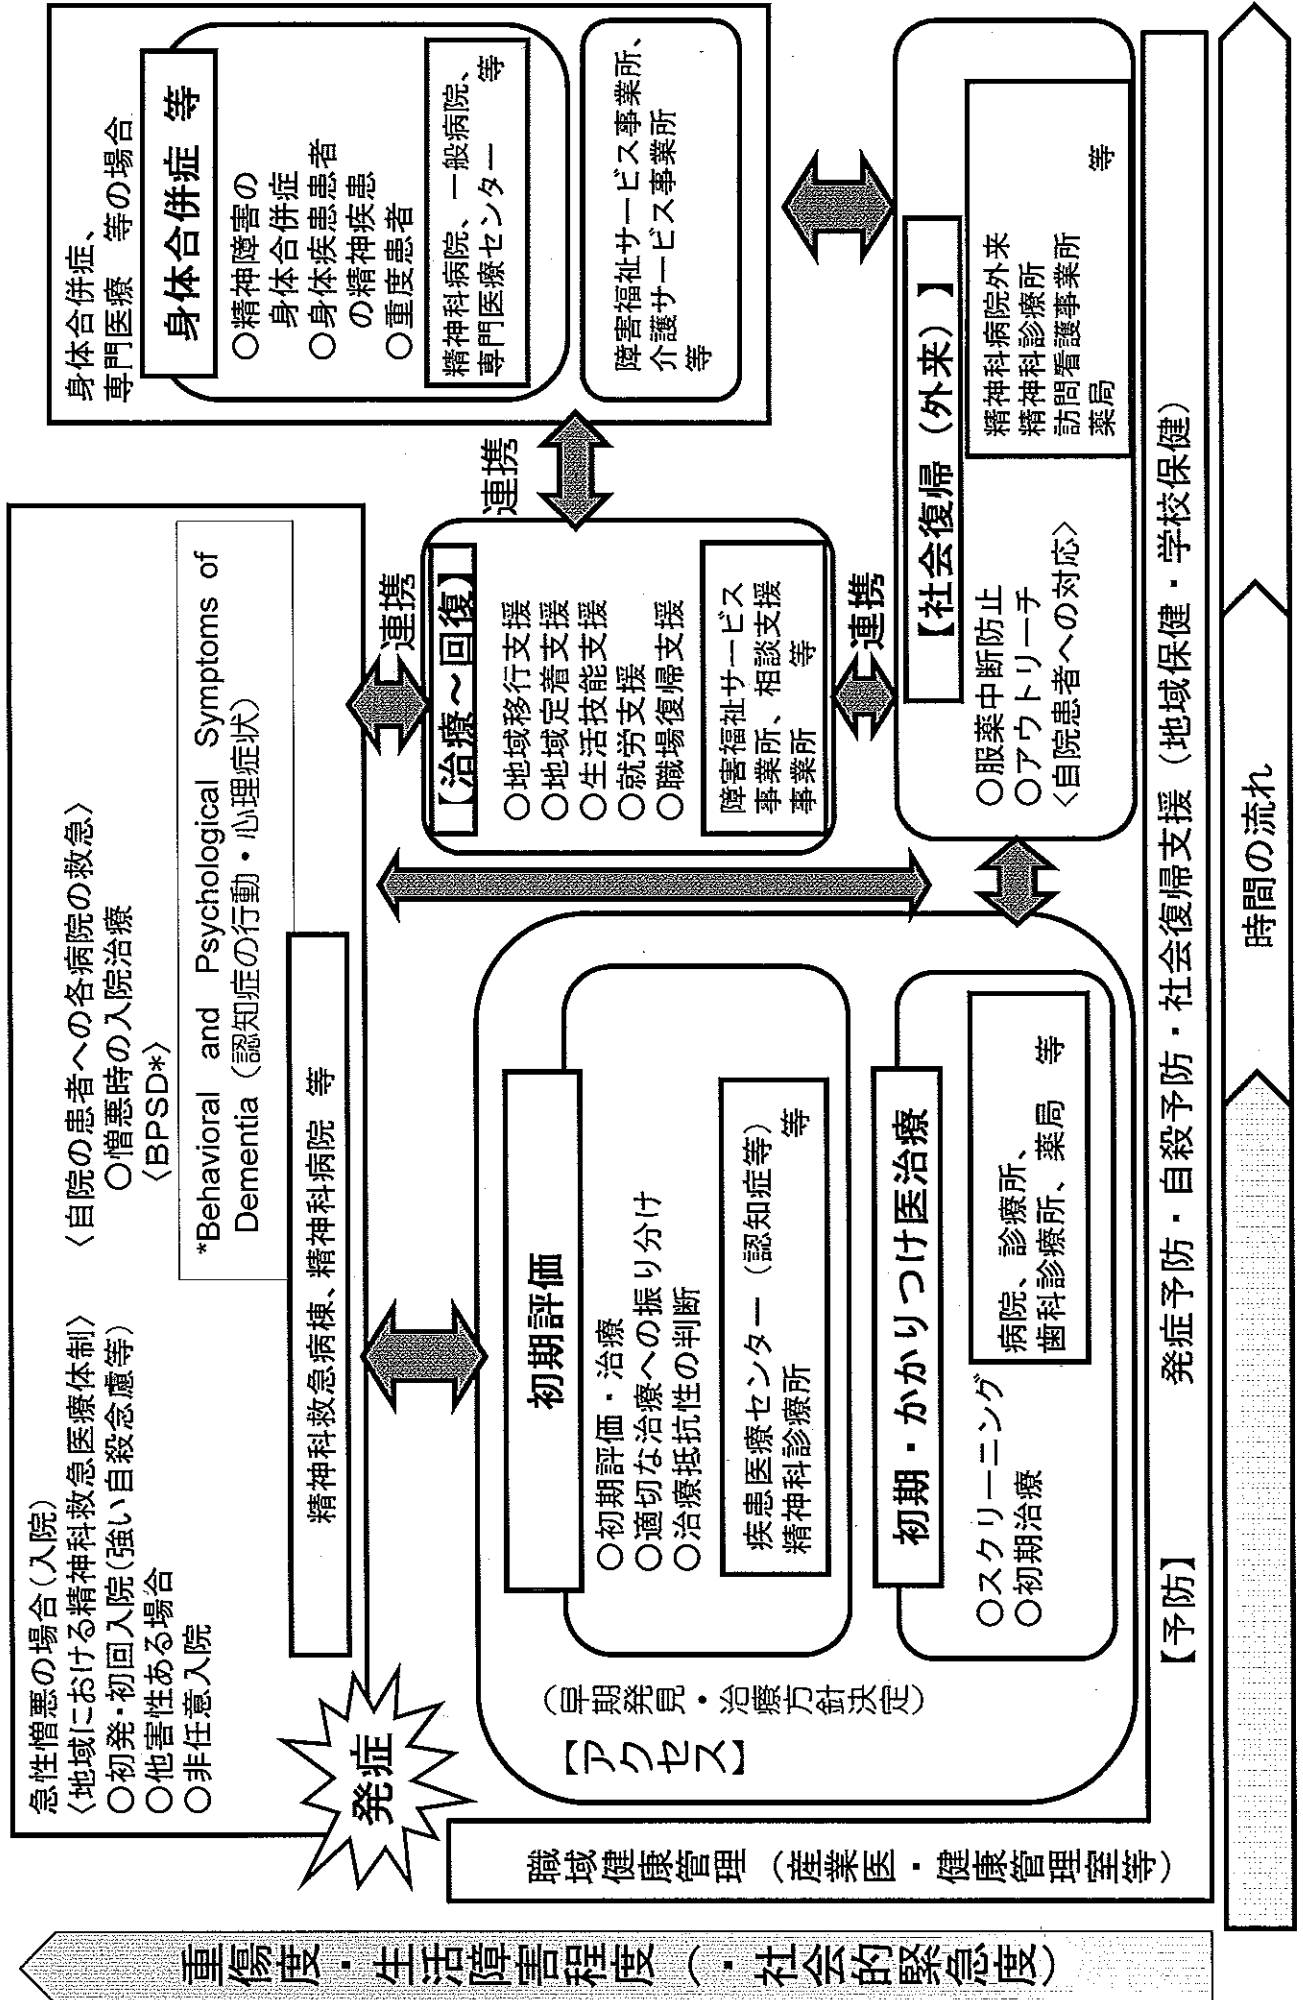 重傷度・生活障害程度（・社会的緊急度）
急性憎悪の場合(入院)
〈地域における精神科救急医療体制〉
○初発・初回入院(強い自殺念慮等)
○他害性ある場合
○非任意入院
〈自院の患者への各病院の救急〉
○憎悪時の入院治療
〈BPSD*〉
*Behavioral and Psychological Symptoms of
Dementia（認知症の行動・心理症状）
精神科救急病棟、精神科病院 等
発症
身体合併症、
専門医療 等の場合
身体合併症 等
○精神障害の
身体合併症
○身体疾患患者
の精神疾患
○重度患者
精神科病院、一般病院、
専門医療センター 等
障害福祉サービス事業所、
介護サービス事業所
等
連携
連携
【治療～回復】
○地域移行支援
○地域定着支援
○生活技能支援
○就労支援
○職場復帰支援
障害福祉サービス
事業所、相談支援
事業所 等
連携
【アクセス】
（早期発見・治療方針決定）
初期評価
○初期評価・治療
○適切な治療への振り分け
○治療抵抗性の判断
疾患医療センター（認知症等）
精神科診療所 等
初期・かかりつけ医治療
○スクリーニング
○初期治療
病院、診療所、
歯科診療所、薬局 等
【社会復帰（外来）】
○服薬中断防止
○アウトリーチ
〈自院患者への対応〉
精神科病院外来
精神科診療所
訪問看護事業所
薬局 等
職域健康管理（産業医・健康管理室等）
【予防】 発症予防・自殺予防・社会復帰支援（地域保健・学校保健）
時間の流れ